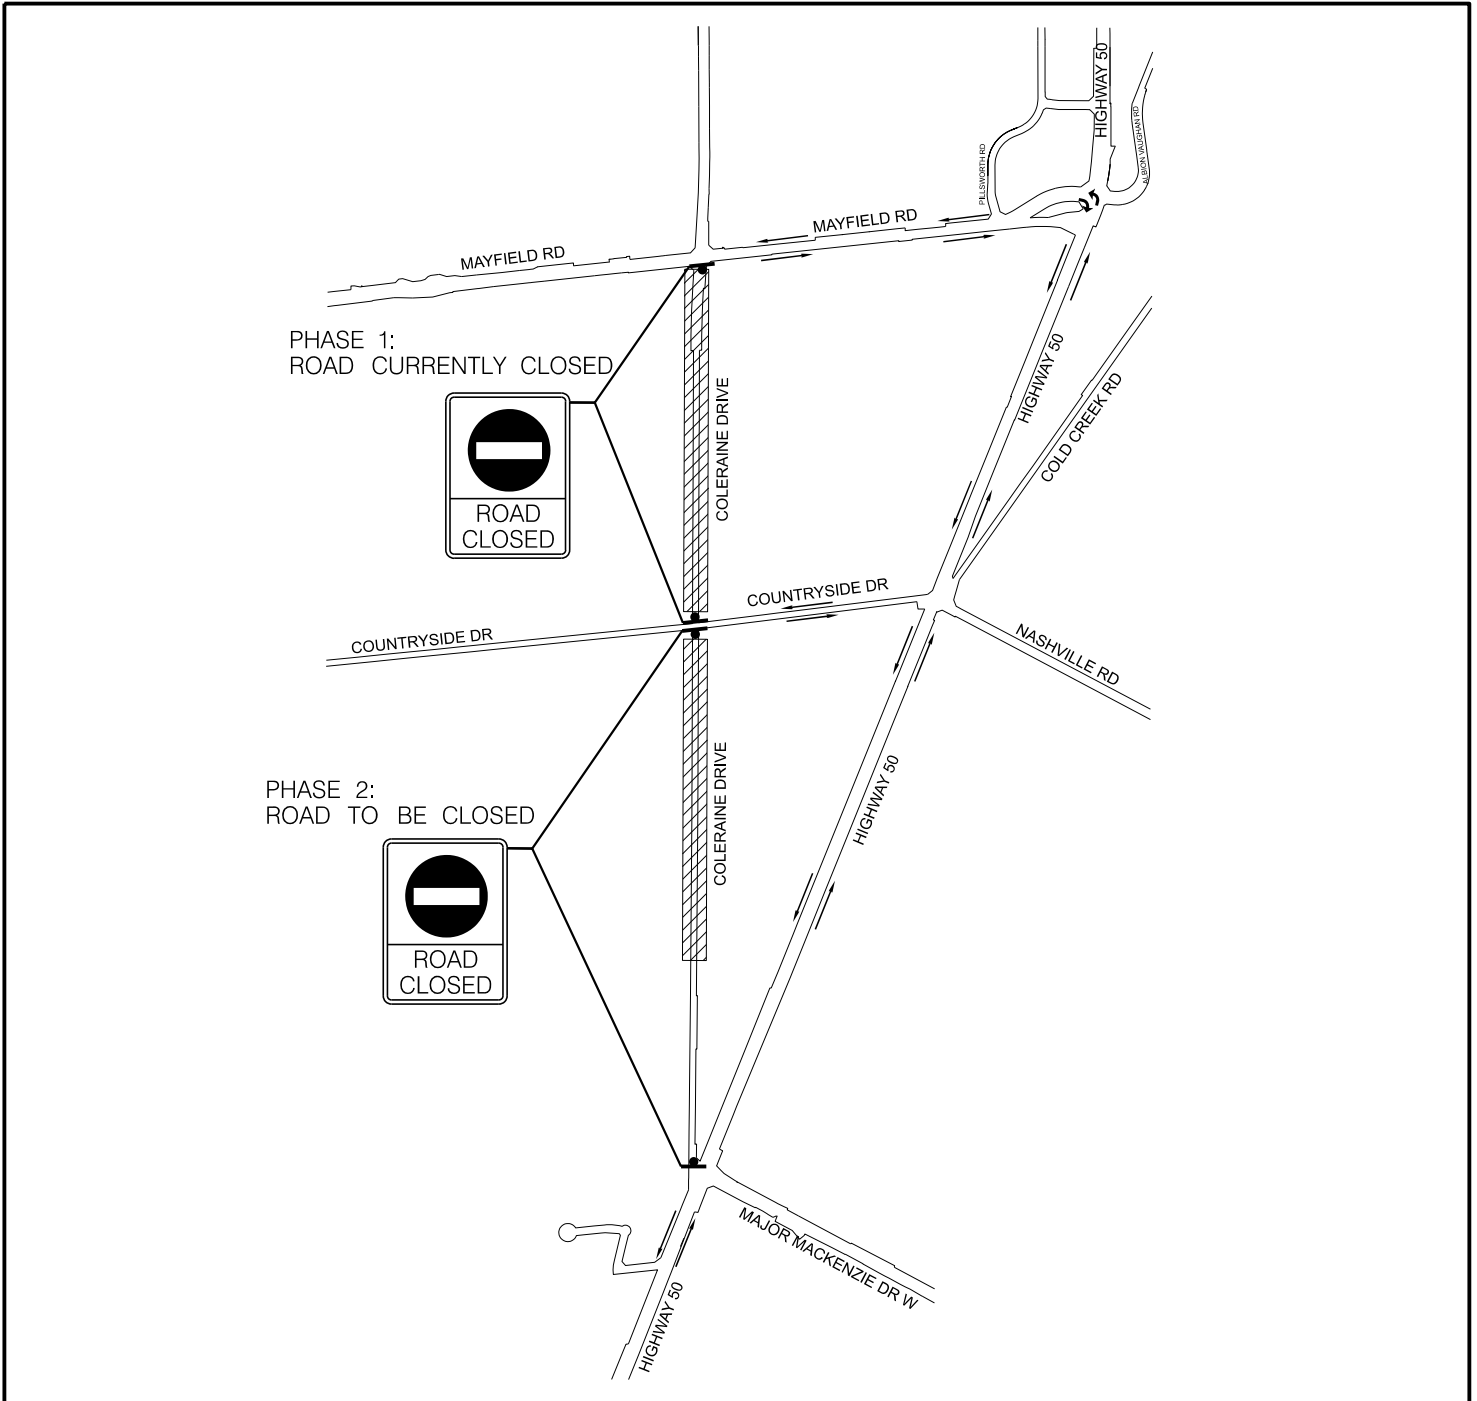 HIGHWAY 50
ALBION VAUGHAN RD
PILLSWORTH RD
MAYFIELD RD
MAYFIELD RD
PHASE 1:
ROAD CURRENTLY CLOSED
HIGHWAY 50
COLD CREEK RD
COLERAINE DRIVE
ROAD
CLOSED
COUNTRYSIDE DR
COUNTRYSIDE DR
NASHVILLE RD
COLERAINE DRIVE
HIGHWAY 50
PHASE 2:
ROAD TO BE CLOSED
ROAD
CLOSED
MAJOR MACKENZIE DR W
HIGHWAY 50